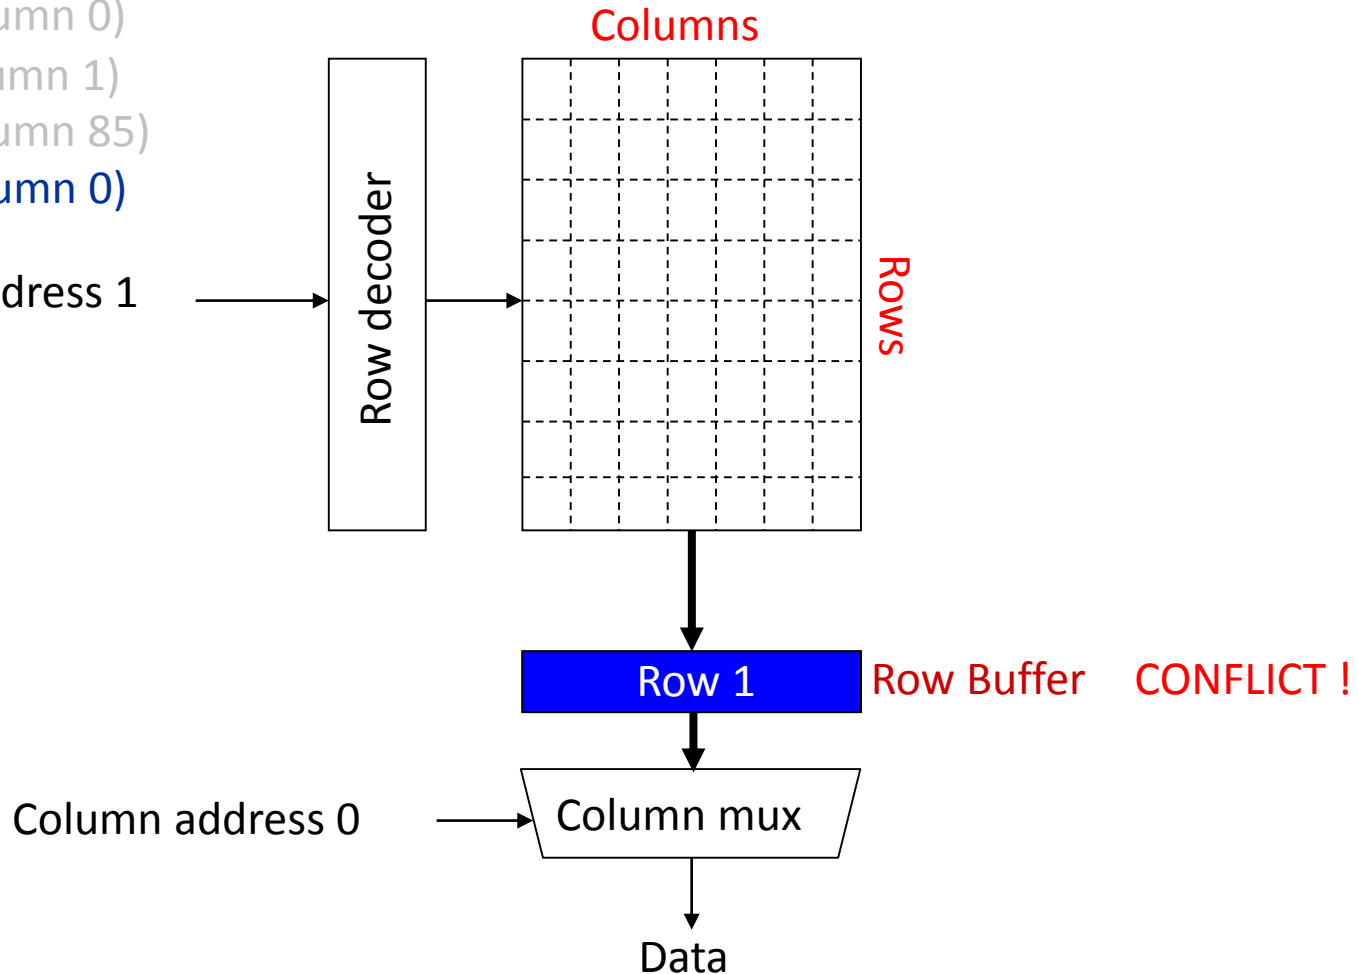 umn 0)
Columns
umn 1)
umn 85)
umn 0)
Row decoder
dress 1
Rows
Row 1
Row Buffer
CONFLICT !
Column address 0
Column mux
Data